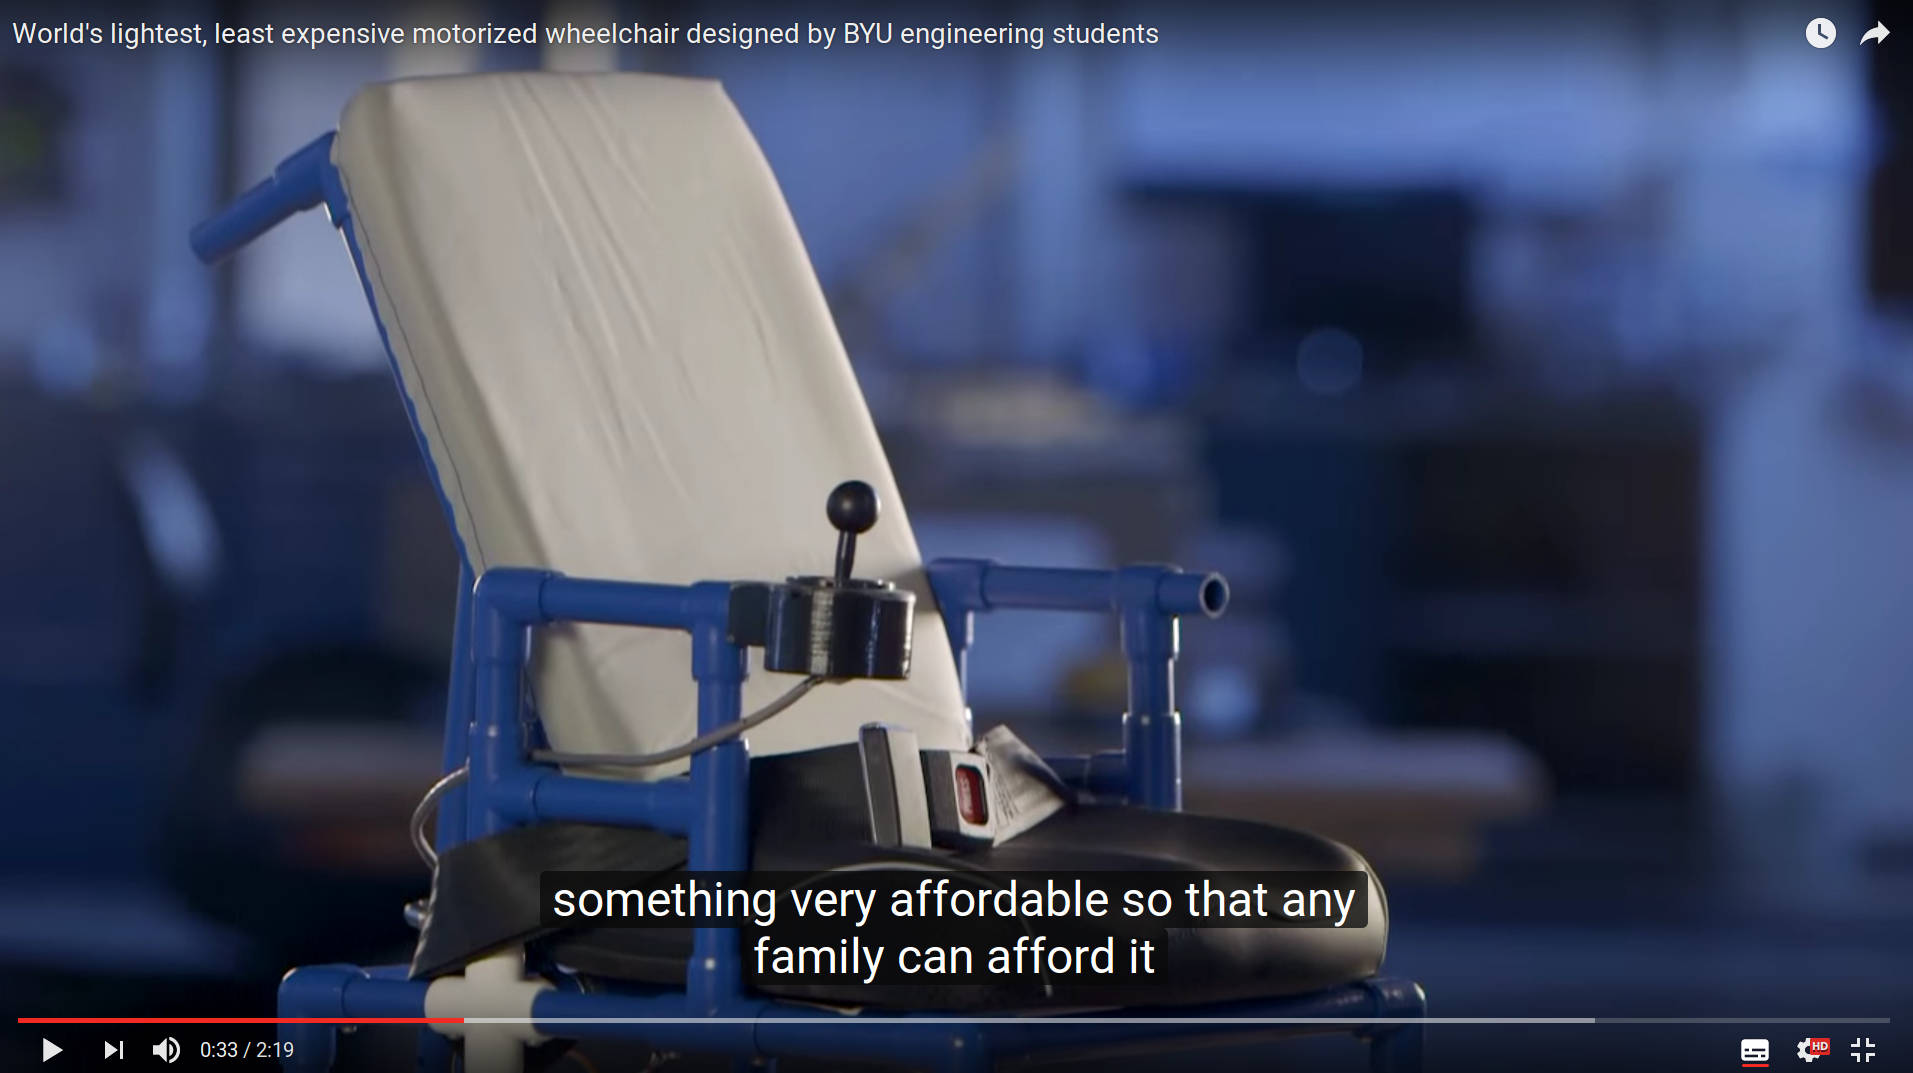 World's lightest, least expensive motorized wheelchair designed by BYU engineering students
PRESS
something very affordable so that any
family can afford it
0:33 / 2:19
HD